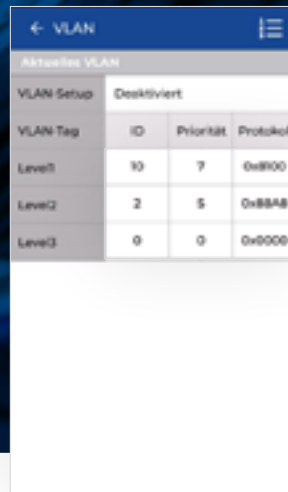 ← VLAN
Aktuelles VLAN
VLAN-Setup Deaktiviert
VLAN-Tag ID Priorität Protokol
Level1 10 7 0x8100
Level2 2 5 0x88A8
Level3 0 0 0x0000